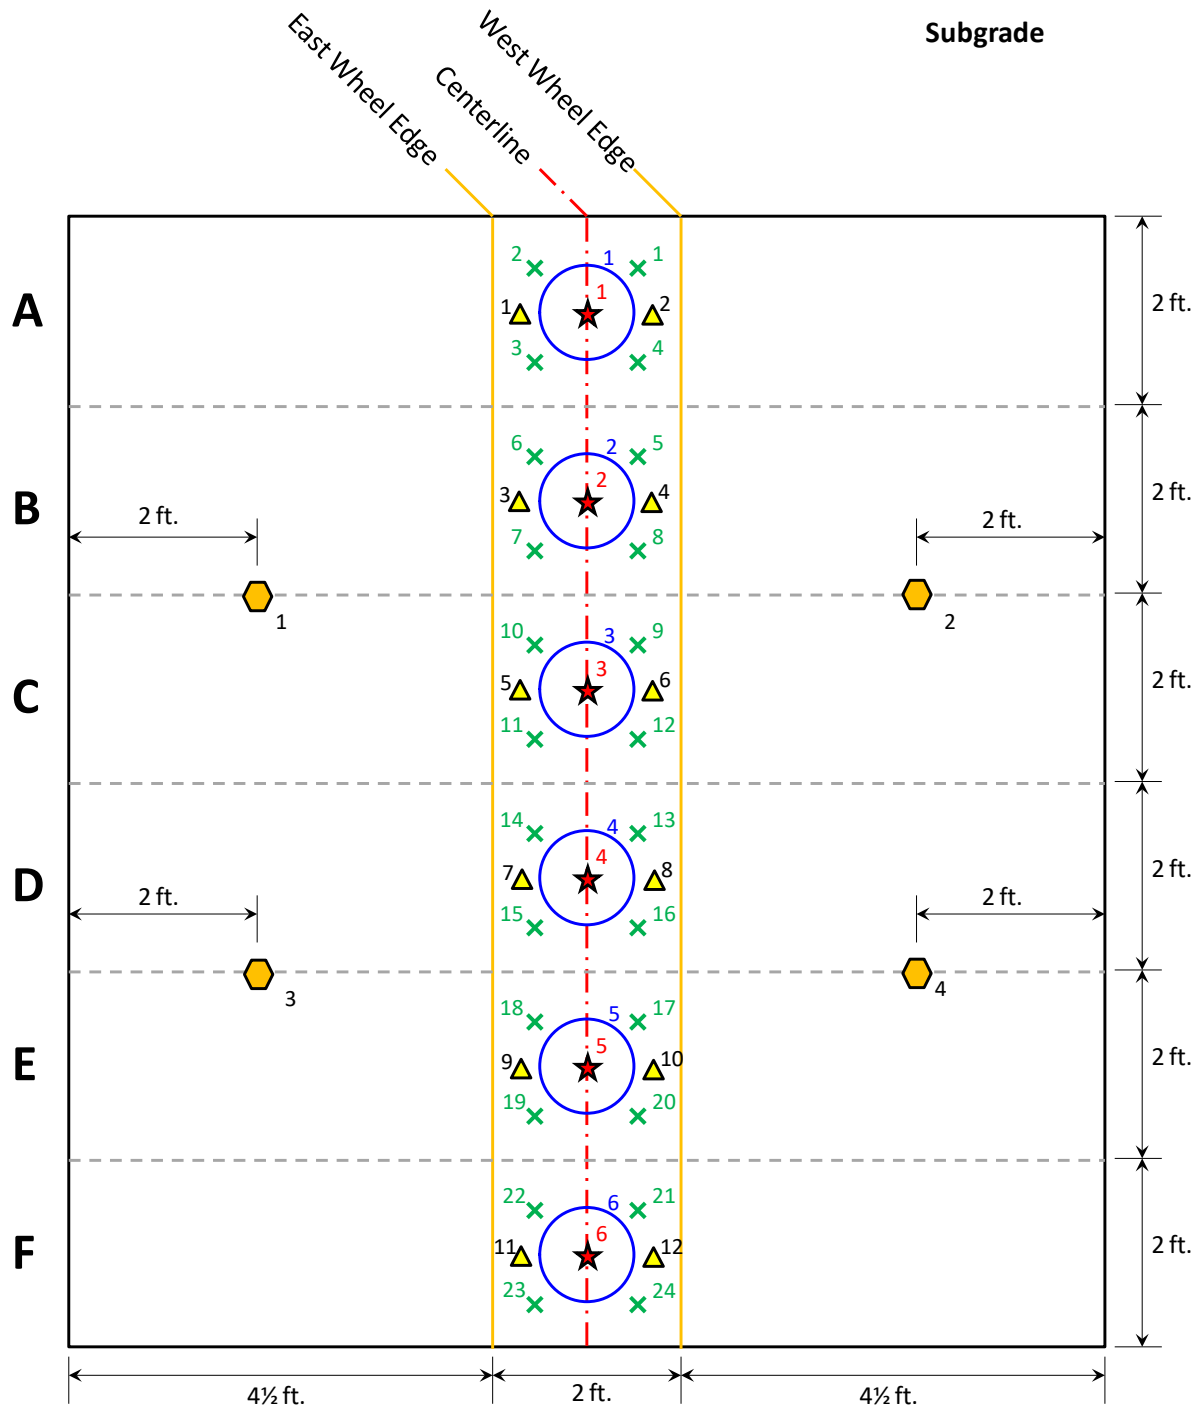 Subgrade
East Wheel Edge
Centerline
West Wheel Edge
2 1 1
A 1 1 2 2 ft.
3 4
6 2 5
B 3 2 4 2 ft.
2 ft. 7 8 2 ft.
1 2
10 3 9
C 5 3 6 2 ft.
11 12
14 4 13
D 7 4 8 2 ft.
2 ft. 15 16 2 ft.
3 4
18 5 17
E 9 5 10 2 ft.
19 20
22 6 21
F 11 6 12 2 ft.
23 24
4½ ft. 2 ft. 4½ ft.